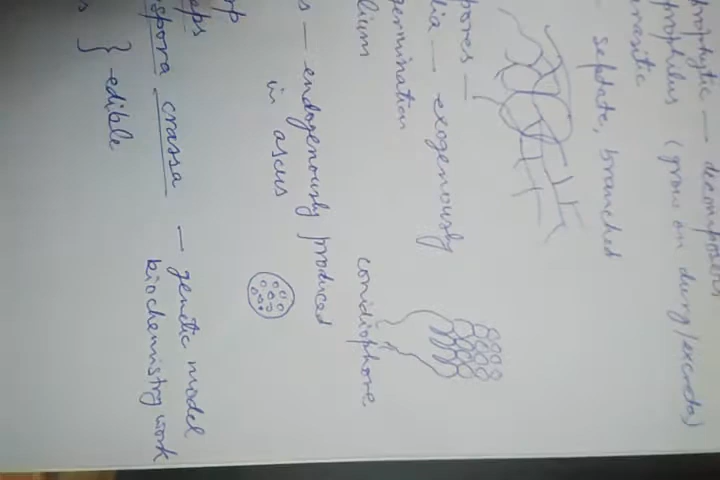 decomposers
(grow on dung/excreta)
septate, branched
exogenously
germination
conidiophore
— endogenously produced
in ascus
crassa — genetic model
biochemistry work
} edible